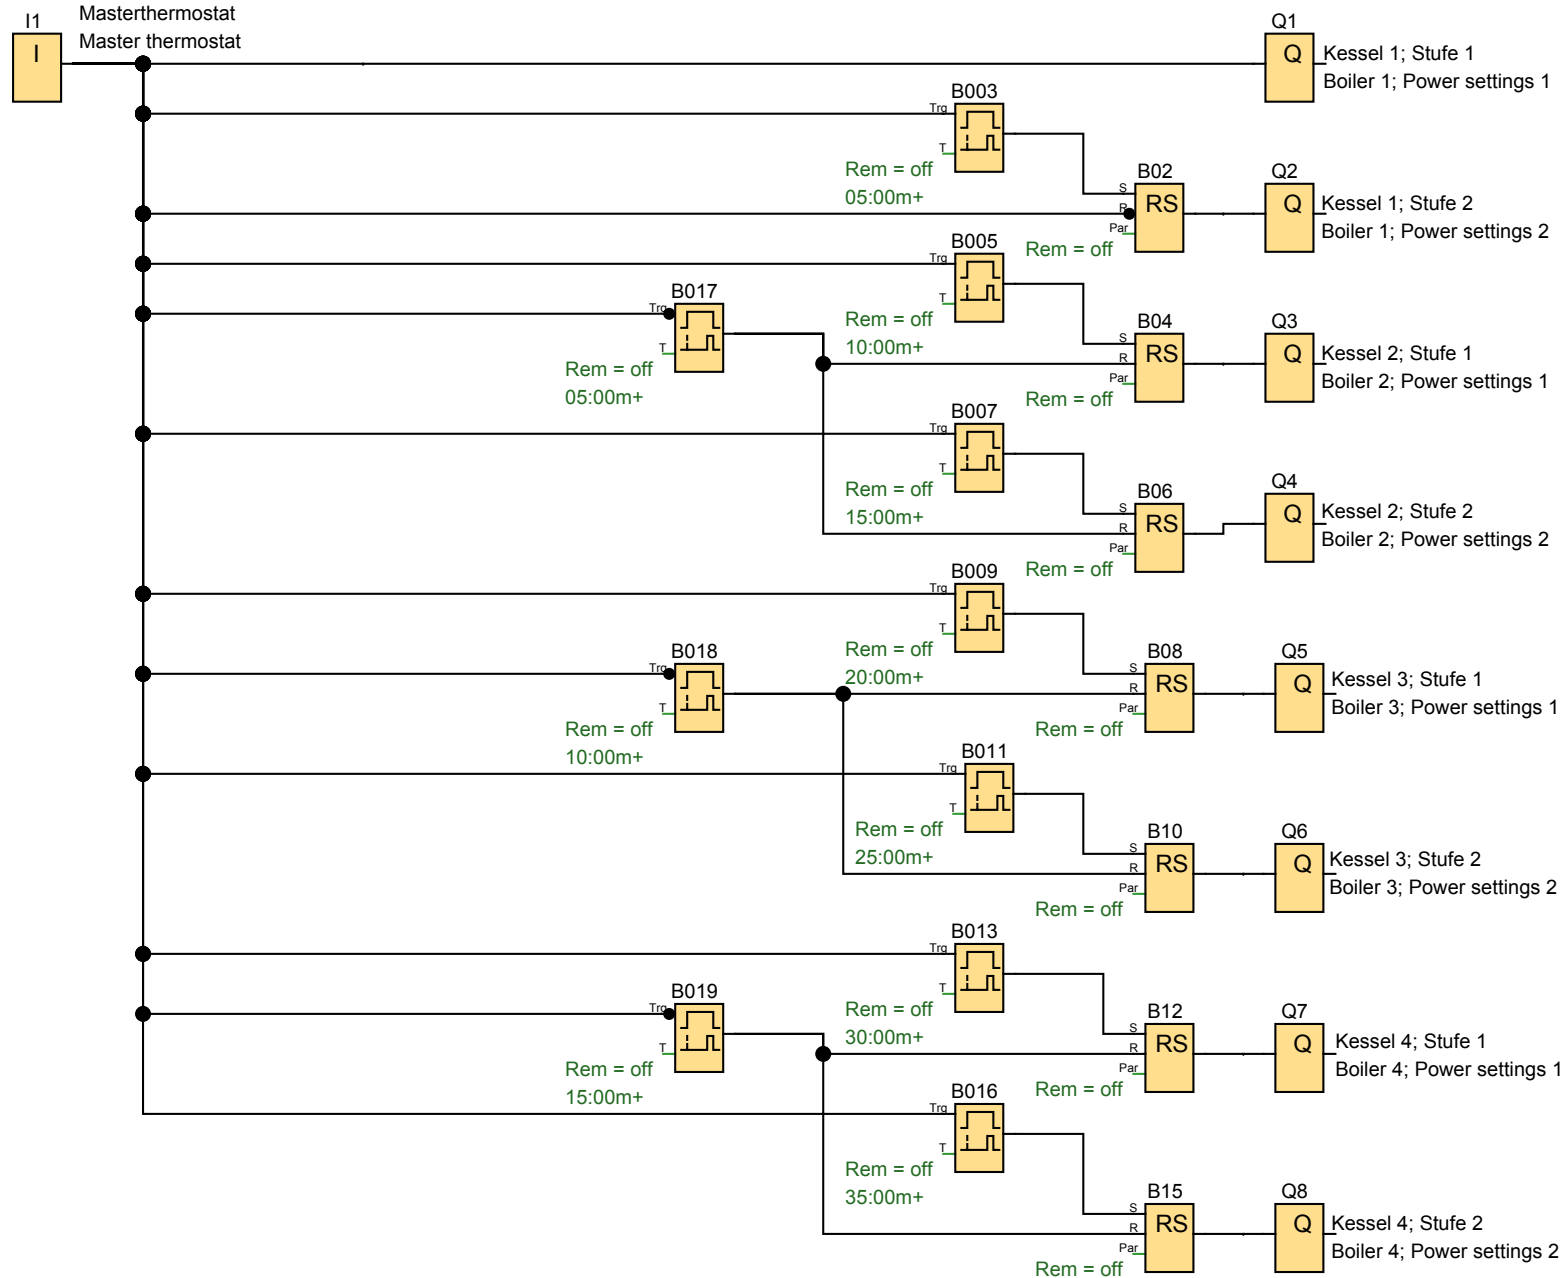 I1
Masterthermostat
Master thermostat
I
Q1
Q
Kessel 1; Stufe 1
Boiler 1; Power settings 1
B003
Trg
T
Rem = off
05:00m+
B02
S
R
Par
RS
Rem = off
Q2
Q
Kessel 1; Stufe 2
Boiler 1; Power settings 2
B005
Trg
T
Rem = off
10:00m+
B017
Trg
T
Rem = off
05:00m+
B04
S
R
Par
RS
Rem = off
Q3
Q
Kessel 2; Stufe 1
Boiler 2; Power settings 1
B007
Trg
T
Rem = off
15:00m+
B06
S
R
Par
RS
Rem = off
Q4
Q
Kessel 2; Stufe 2
Boiler 2; Power settings 2
B009
Trg
T
Rem = off
20:00m+
B018
Trg
T
Rem = off
10:00m+
B08
S
R
Par
RS
Rem = off
Q5
Q
Kessel 3; Stufe 1
Boiler 3; Power settings 1
B011
Trg
T
Rem = off
25:00m+
B10
S
R
Par
RS
Rem = off
Q6
Q
Kessel 3; Stufe 2
Boiler 3; Power settings 2
B013
Trg
T
Rem = off
30:00m+
B019
Trg
T
Rem = off
15:00m+
B12
S
R
Par
RS
Rem = off
Q7
Q
Kessel 4; Stufe 1
Boiler 4; Power settings 1
B016
Trg
T
Rem = off
35:00m+
B15
S
R
Par
RS
Rem = off
Q8
Q
Kessel 4; Stufe 2
Boiler 4; Power settings 2